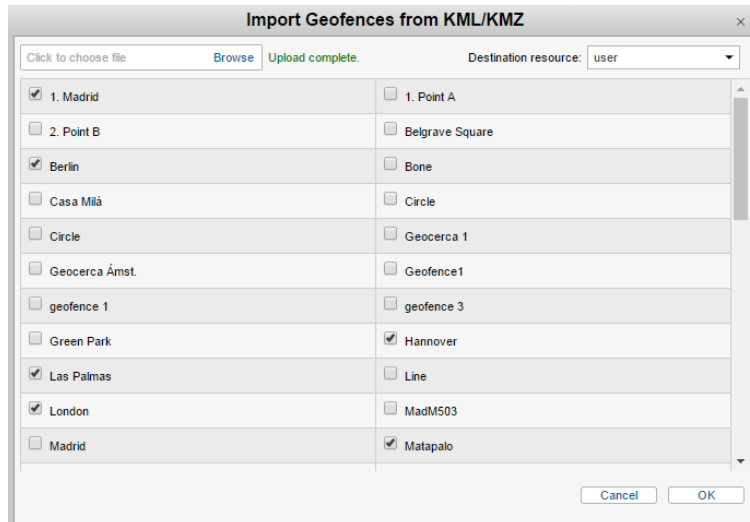 Import Geofences from KML/KMZ
Click to choose file Browse Upload complete. Destination resource: user
1. Madrid 1. Point A
2. Point B Belgrave Square
Berlin Bone
Casa Milá Circle
Circle Geocerca 1
Geocerca Ámst. Geofence1
geofence 1 geofence 3
Green Park Hannover
Las Palmas Line
London MadM503
Madrid Matapalo
Cancel OK